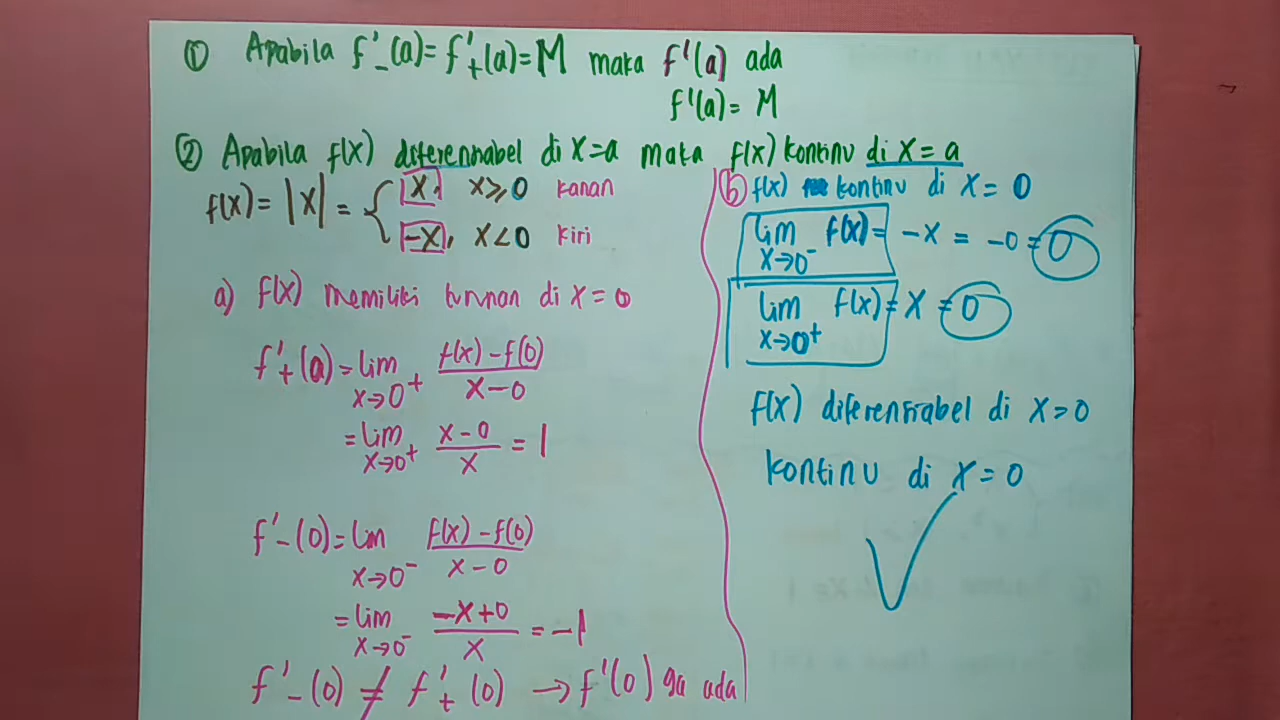 ① Apabila f'₋(a) = f'₊(a) = M maka f'(a) ada
f'(a) = M
② Apabila f(x) diferensiabel di x=a maka f(x) kontinu di x = a
f(x) = |x| = { x, x ≥ 0 kanan
-x, x < 0 kiri
a) f(x) memiliki turunan di x = 0
f'₊(a) = lim x→0⁺ (f(x) - f(0))/(x - 0)
= lim x→0⁺ (x - 0)/x = 1
f'₋(0) = lim x→0⁻ (f(x) - f(0))/(x - 0)
= lim x→0⁻ (-x + 0)/x = -1
f'₋(0) ≠ f'₊(0) → f'(0) ga ada
ⓑ f(x) kontinu di x = 0
lim x→0⁻ f(x) = -x = -0 = 0
lim x→0⁺ f(x) = x = 0
f(x) diferensiabel di x = 0
kontinu di x = 0